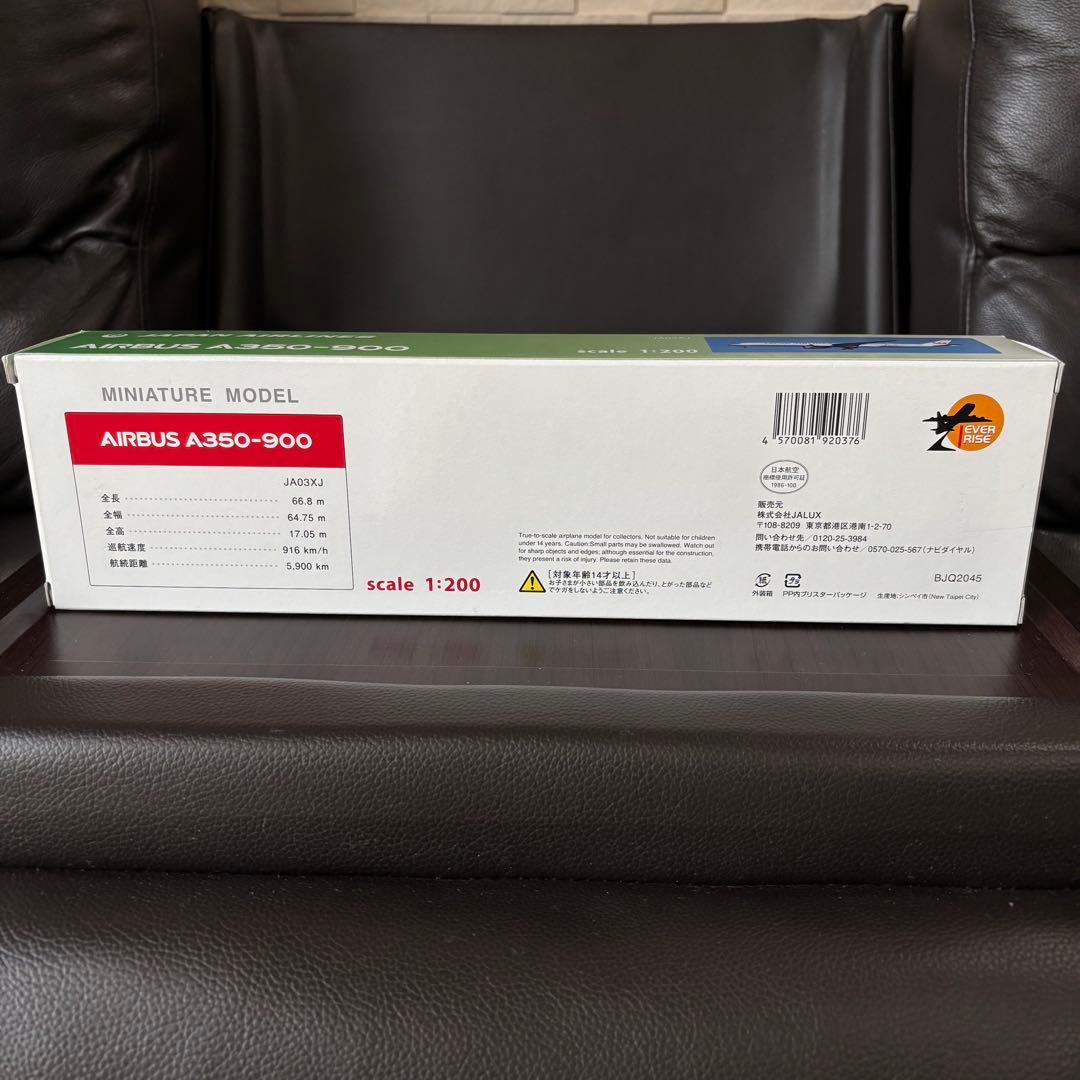 JAPAN AIRLINES
AIRBUS A350-900
scale 1:200
MINIATURE MODEL
AIRBUS A350-900
JA03XJ
全長 66.8 m
全幅 64.75 m
全高 17.05 m
巡航速度 916 km/h
航続距離 5,900 km
scale 1:200
True-to-scale airplane model for collectors. Not suitable for children
under 14 years. Caution:Small parts may be swallowed. Watch out
for sharp objects and edges; although essential for the construction,
they present a risk of injury. Please retain these data.
[対象年齢14才以上]
お子さまが小さい部品を飲み込んだり、とがった部品など
でケガをしないようご注意ください。
4 570081 920376
EVER
RISE
日本航空
商標使用許可証
1986-100
販売元
株式会社JALUX
〒108-8209 東京都港区港南1-2-70
問い合わせ先／0120-25-3984
携帯電話からのお問い合わせ／0570-025-567(ナビダイヤル)
BJQ2045
紙 プラ
外装箱 PP内ブリスターパッケージ 生産地:シンペイ市(New Taipei City)